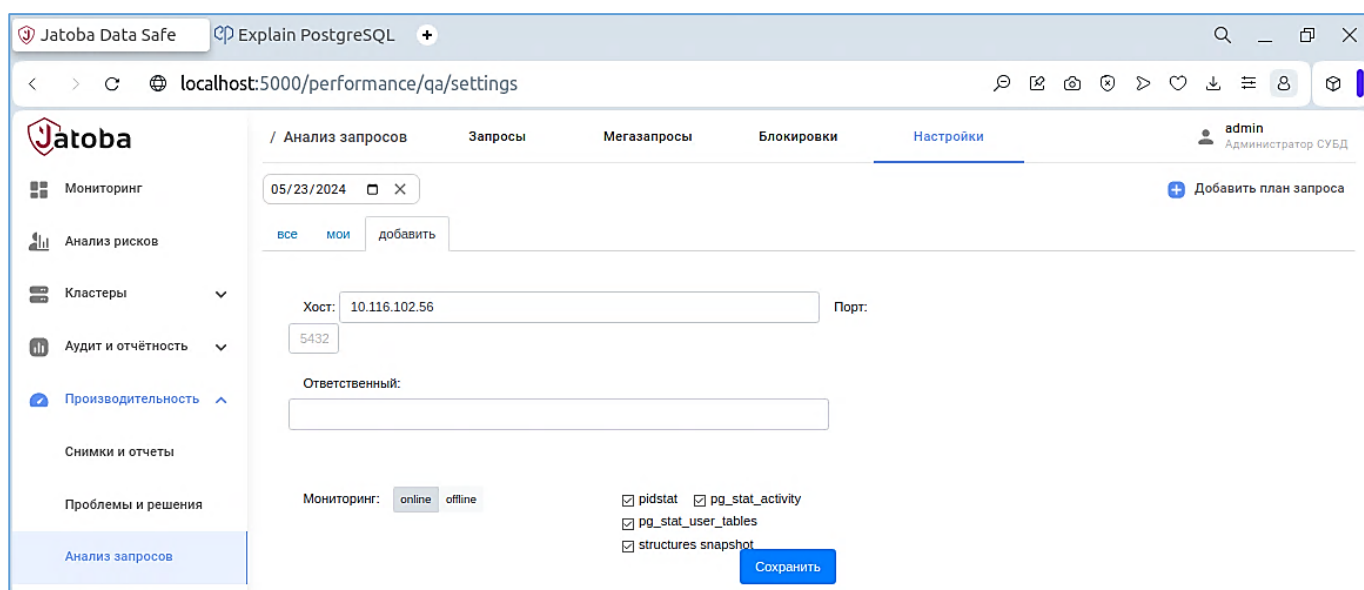 Jatoba Data Safe Explain PostgreSQL
localhost:5000/performance/qa/settings
Jatoba / Анализ запросов Запросы Мегазапросы Блокировки Настройки admin
Администратор СУБД
Мониторинг 05/23/2024 Добавить план запроса
Анализ рисков все мои добавить
Кластеры
Хост: 10.116.102.56 Порт:
Аудит и отчётность 5432
Ответственный:
Производительность
Снимки и отчеты
Мониторинг: online offline pidstat pg_stat_activity
Проблемы и решения pg_stat_user_tables
structures snapshot
Анализ запросов Сохранить